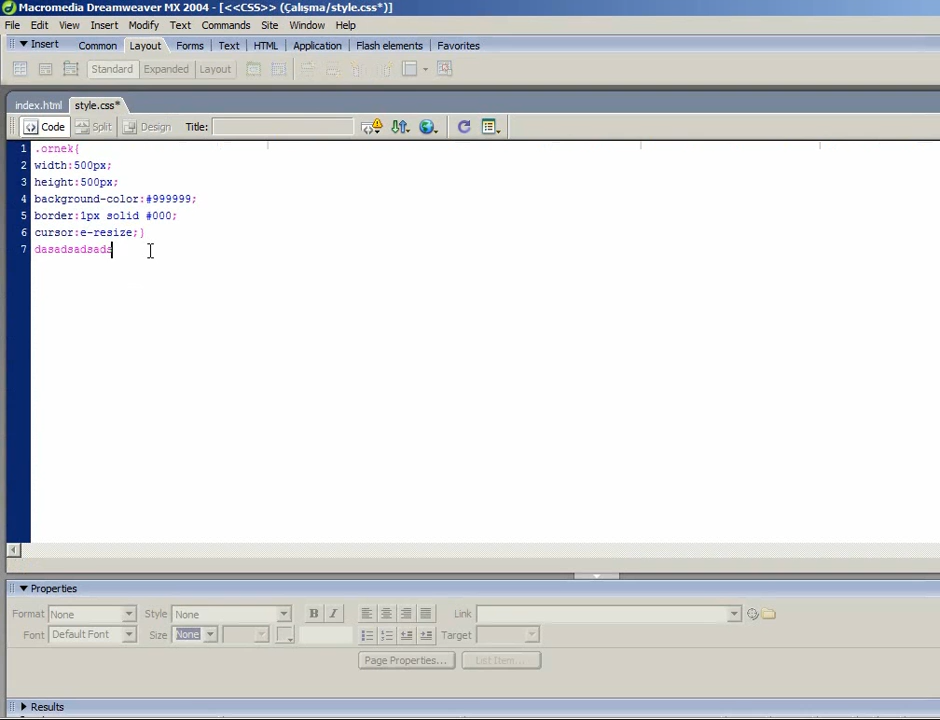 Macromedia Dreamweaver MX 2004 - [<<CSS>> (Çalışma/style.css*)]
File Edit View Insert Modify Text Commands Site Window Help
Insert Common Layout Forms Text HTML Application Flash elements Favorites
Standard Expanded Layout
index.html style.css*
Code Split Design Title:
1 .ornek{
2 width:500px;
3 height:500px;
4 background-color:#999999;
5 border:1px solid #000;
6 cursor:e-resize;}
7 dasadsadsads
Properties
Format None Style None B I Link
Font Default Font Size None Target
Page Properties... List Item...
Results